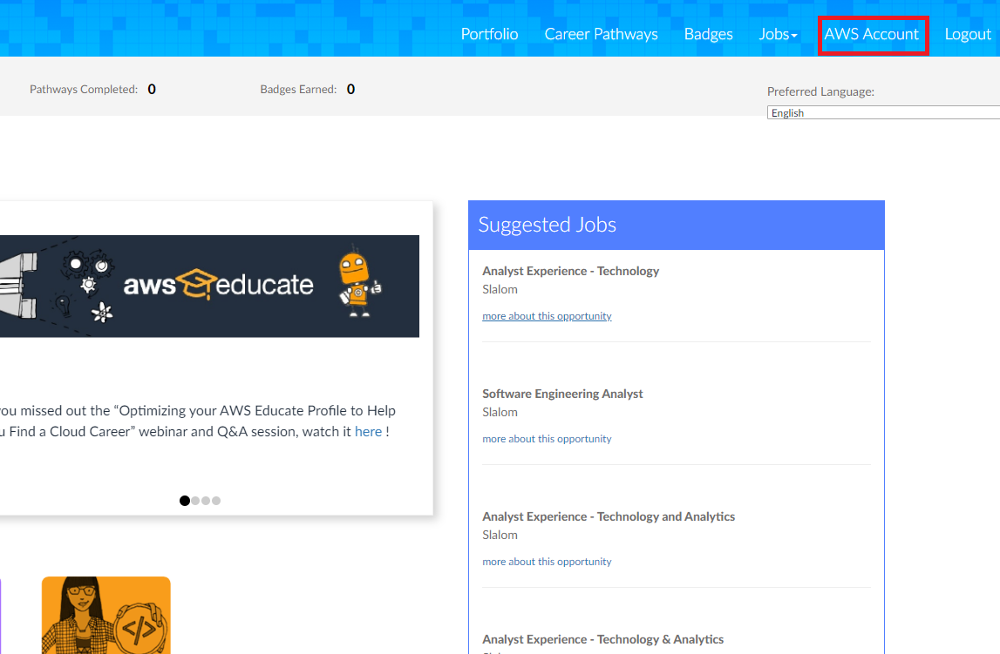 Portfolio Career Pathways Badges Jobs AWS Account Logout
Pathways Completed: 0 Badges Earned: 0
Preferred Language:
English
aws educate
you missed out the “Optimizing your AWS Educate Profile to Help
u Find a Cloud Career” webinar and Q&A session, watch it here !
</>
Suggested Jobs
Analyst Experience - Technology
Slalom
more about this opportunity
Software Engineering Analyst
Slalom
more about this opportunity
Analyst Experience - Technology and Analytics
Slalom
more about this opportunity
Analyst Experience - Technology & Analytics